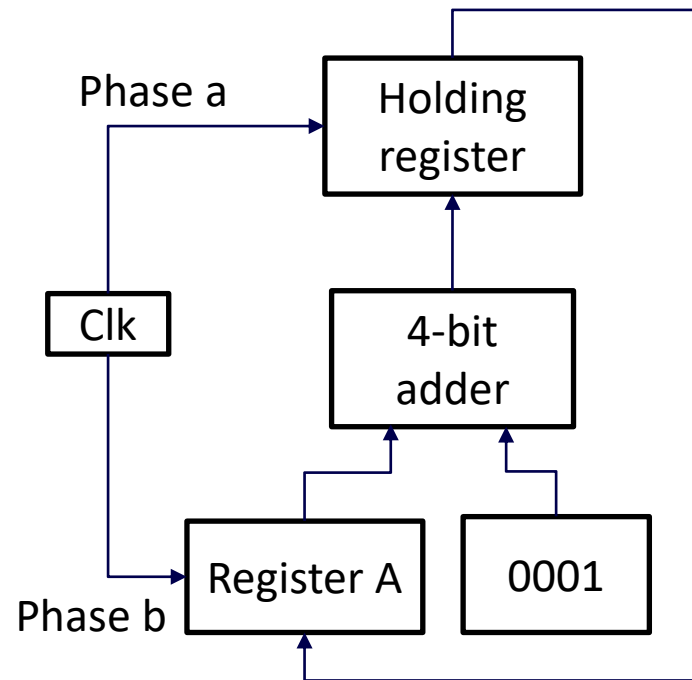 Phase a
Holding
register
Clk
4-bit
adder
Register A
0001
Phase b